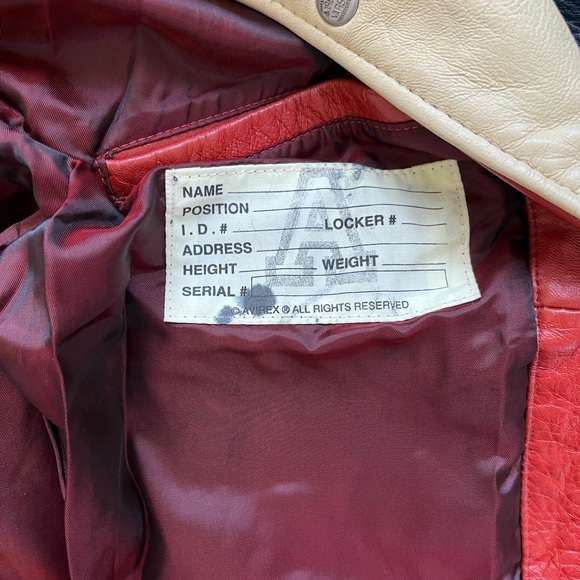 NAME
POSITION
I. D. # LOCKER #
ADDRESS
HEIGHT WEIGHT
SERIAL #
© AVIREX ® ALL RIGHTS RESERVED
A